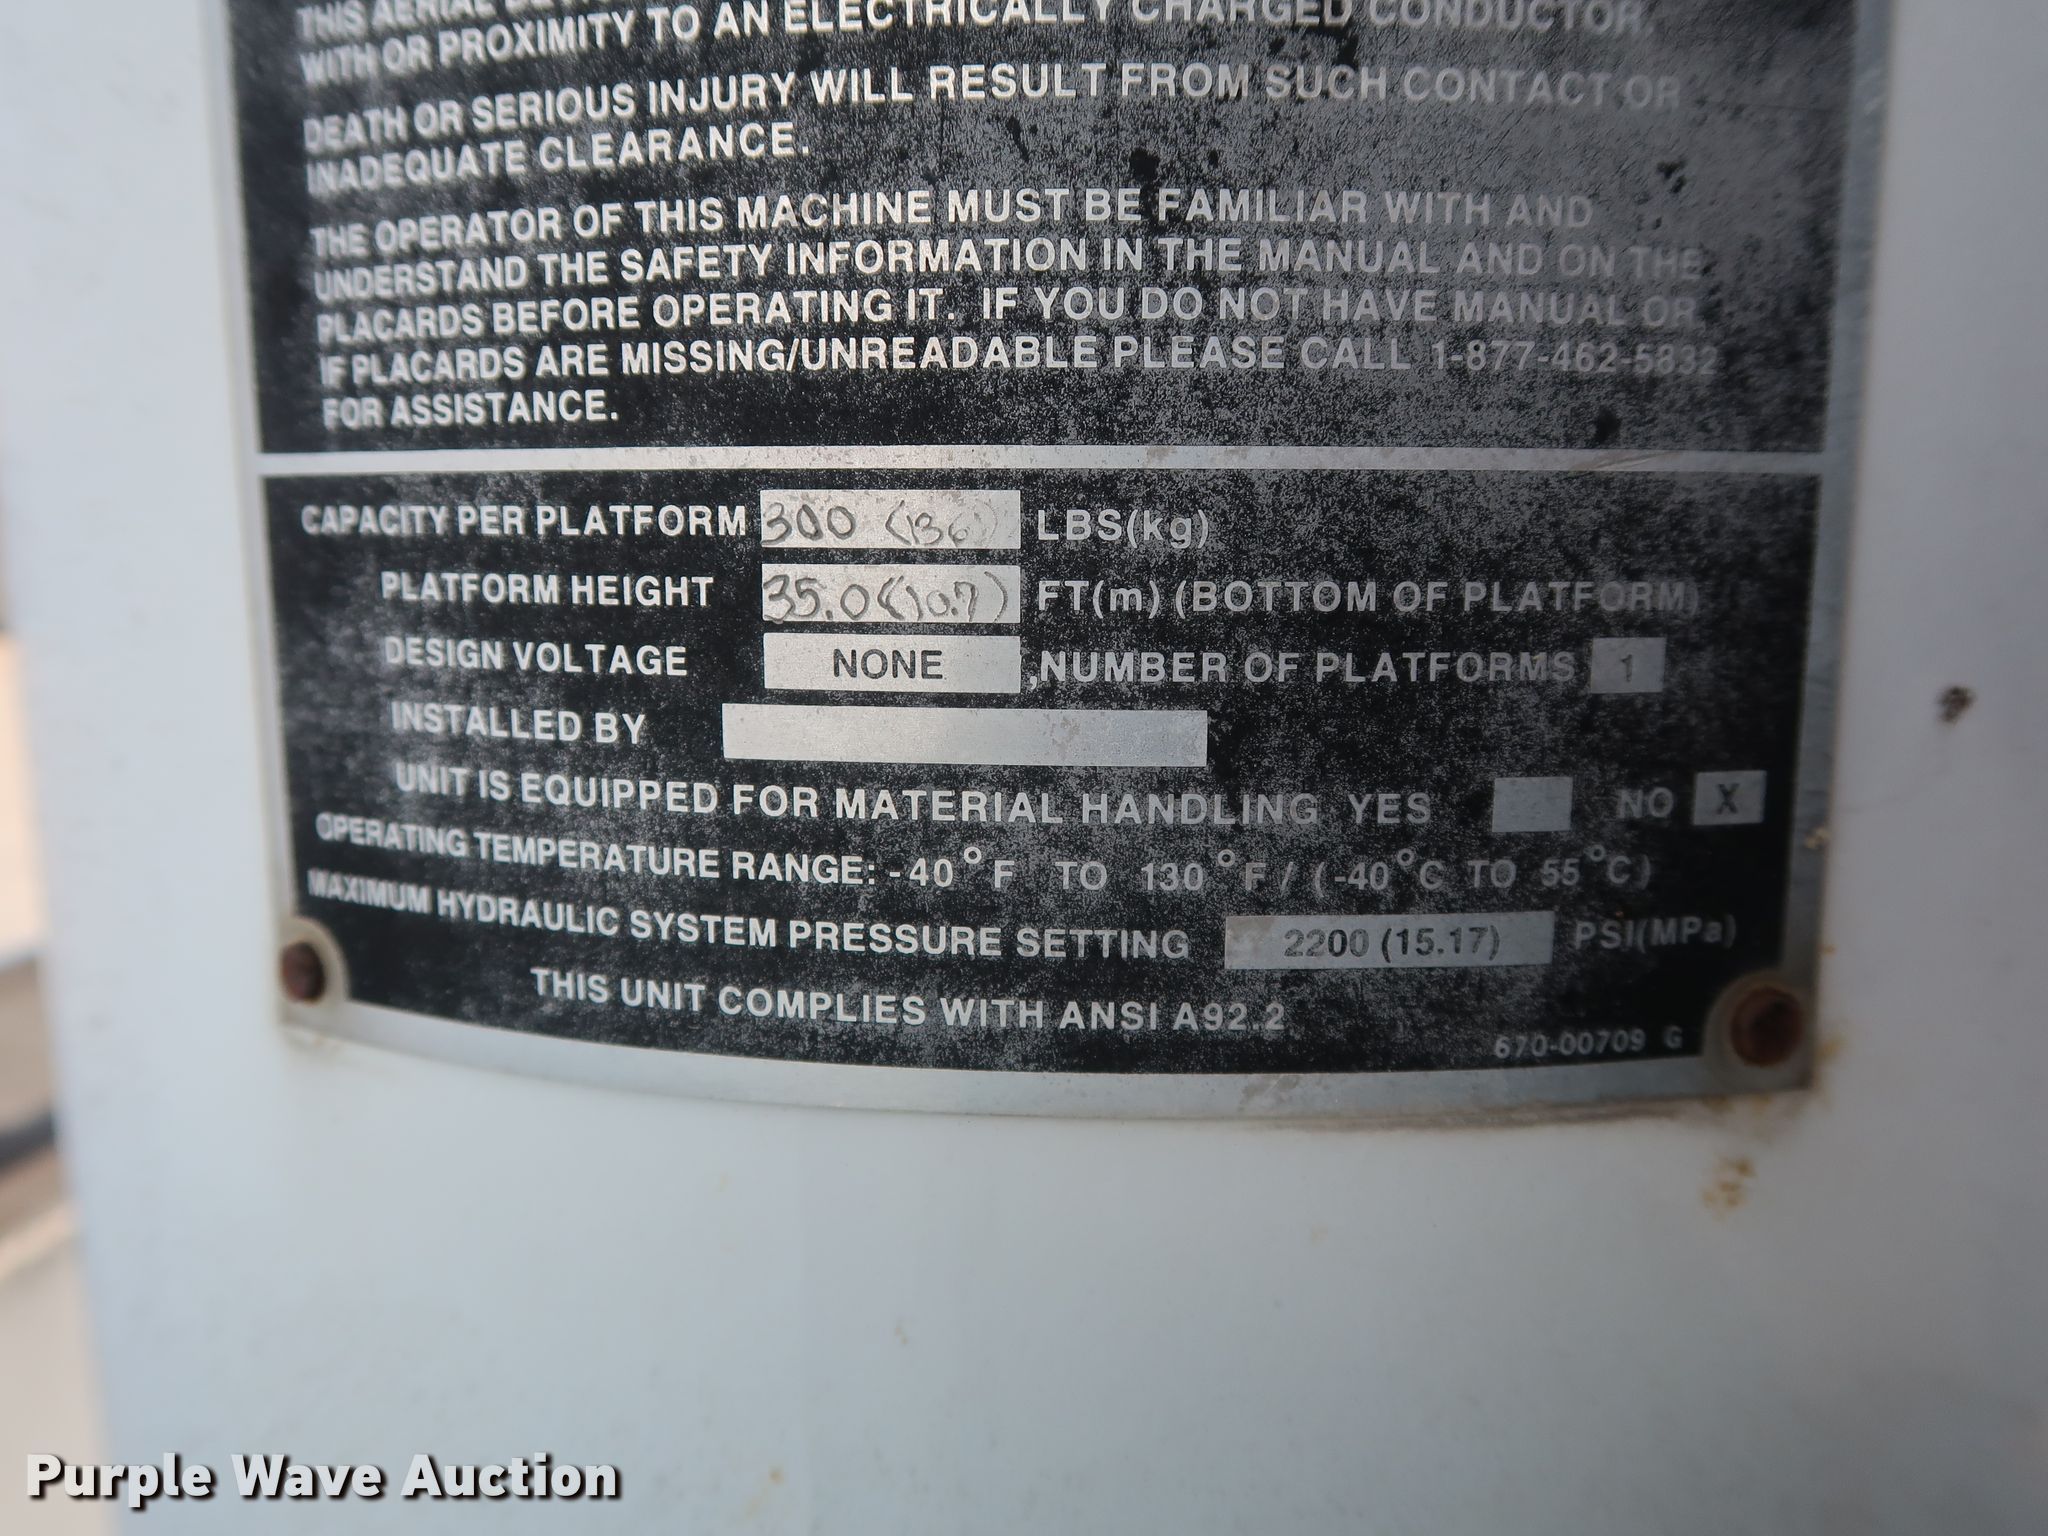 THIS AERIAL
WITH OR PROXIMITY TO AN ELECTRICALLY CHARGED CONDUCTOR.
DEATH OR SERIOUS INJURY WILL RESULT FROM SUCH CONTACT OR
INADEQUATE CLEARANCE.
THE OPERATOR OF THIS MACHINE MUST BE FAMILIAR WITH AND
UNDERSTAND THE SAFETY INFORMATION IN THE MANUAL AND ON THE
PLACARDS BEFORE OPERATING IT. IF YOU DO NOT HAVE MANUAL OR
IF PLACARDS ARE MISSING/UNREADABLE PLEASE CALL 1-877-462-5832
FOR ASSISTANCE.
CAPACITY PER PLATFORM 300 (136) LBS(kg)
PLATFORM HEIGHT 35.0 (10.7) FT(m) (BOTTOM OF PLATFORM)
DESIGN VOLTAGE NONE ,NUMBER OF PLATFORMS 1
INSTALLED BY
UNIT IS EQUIPPED FOR MATERIAL HANDLING YES NO X
OPERATING TEMPERATURE RANGE: -40°F TO 130°F / (-40°C TO 55°C)
MAXIMUM HYDRAULIC SYSTEM PRESSURE SETTING 2200 (15.17) PSI(MPa)
THIS UNIT COMPLIES WITH ANSI A92.2
670-00709 G
Purple Wave Auction